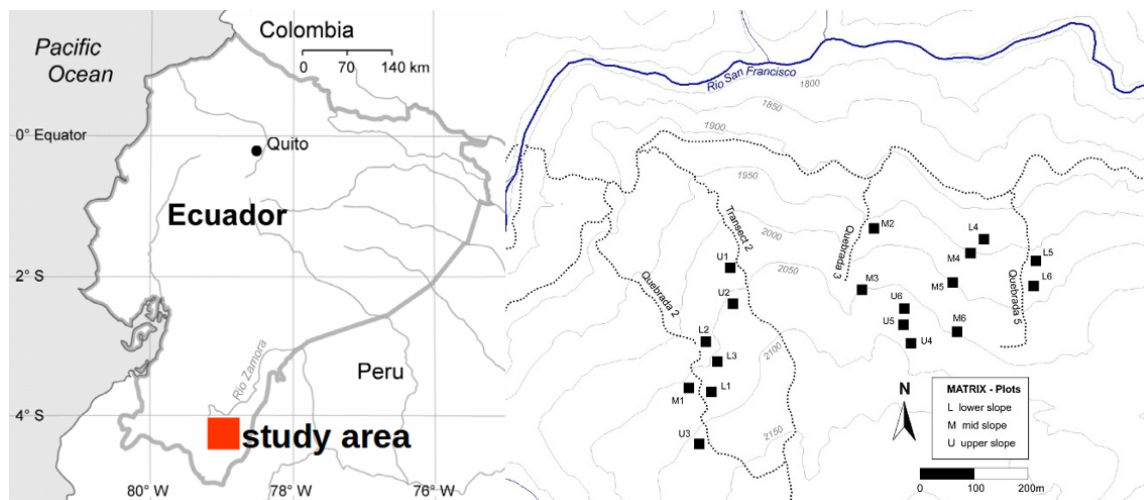 Colombia
Pacific
Ocean
0 70 140 km
0° Equator
Quito
Ecuador
2° S
Rio Zamora
Peru
4° S
study area
80° W 78° W 76° W
Rio San Francisco
1800
1850
1900
1950
2000
2050
2100
2150
Transect 2
Quebrada 2
Quebrada 3
Quebrada 5
M2
L4
M4
L5
U1
M3
M5
L6
U2
U6
U5
U4
M6
L2
L3
M1
L1
U3
N
MATRIX - Plots
L lower slope
M mid slope
U upper slope
0 100 200m